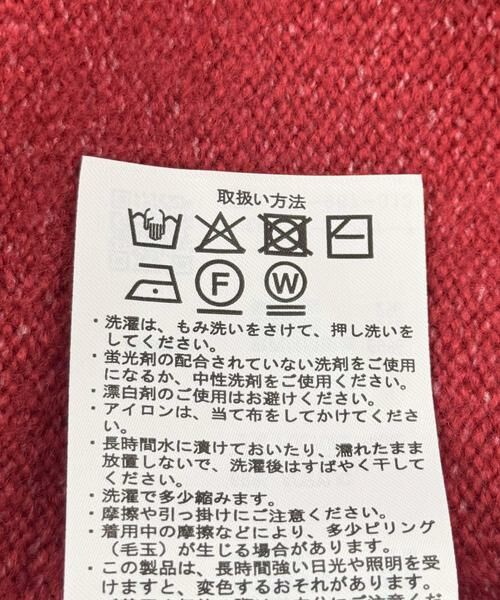 取扱い方法
F
W
・洗濯は、もみ洗いをさけて、押し洗いを
してください。
・蛍光剤の配合されていない洗剤をご使用
になるか、中性洗剤をご使用ください。
・漂白剤のご使用はお避けください。
・アイロンは、当て布をしてかけてくださ
い。
・長時間水に漬けておいたり、濡れたまま
放置しないで、洗濯後はすばやく干して
ください。
・洗濯で多少縮みます。
・摩擦や引っ掛けにご注意ください。
・着用中の摩擦などにより、多少ピリング
（毛玉）が生じる場合があります。
・この製品は、長時間強い日光や照明を受
けますと、変色するおそれがあります。